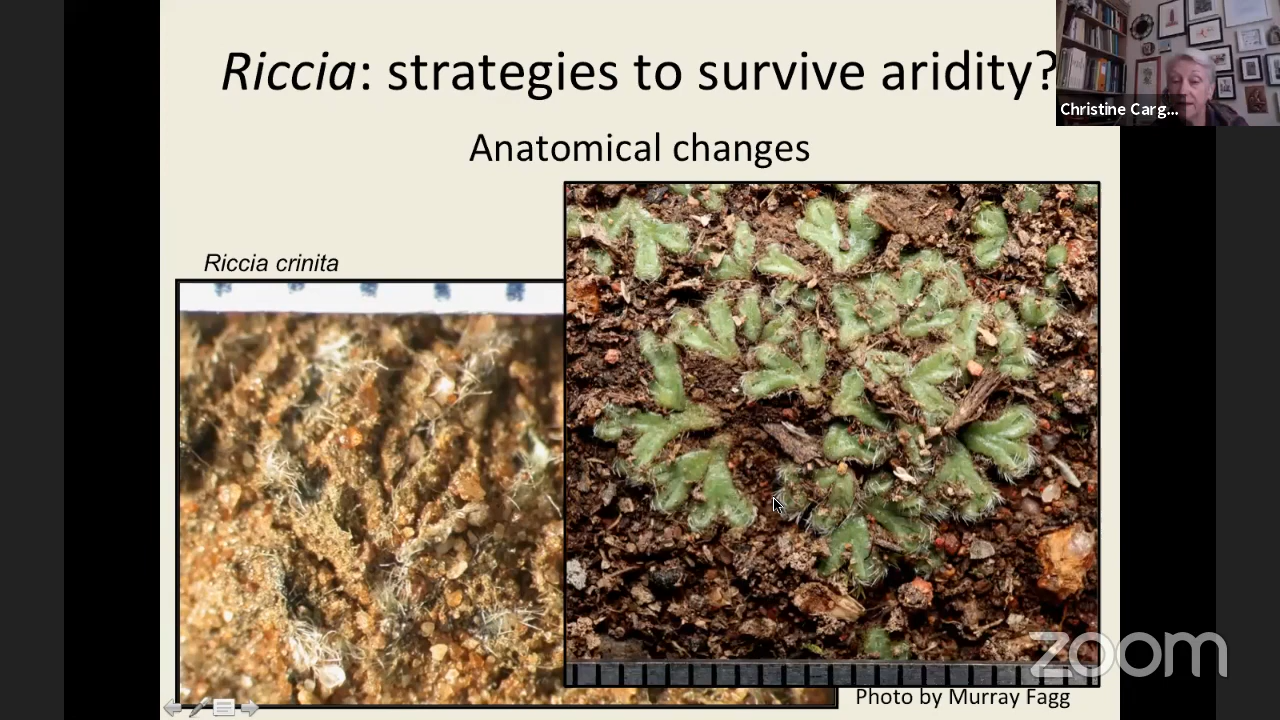 Riccia: strategies to survive aridity?
Christine Carg...
Anatomical changes
Riccia crinita
zoom
Photo by Murray Fagg